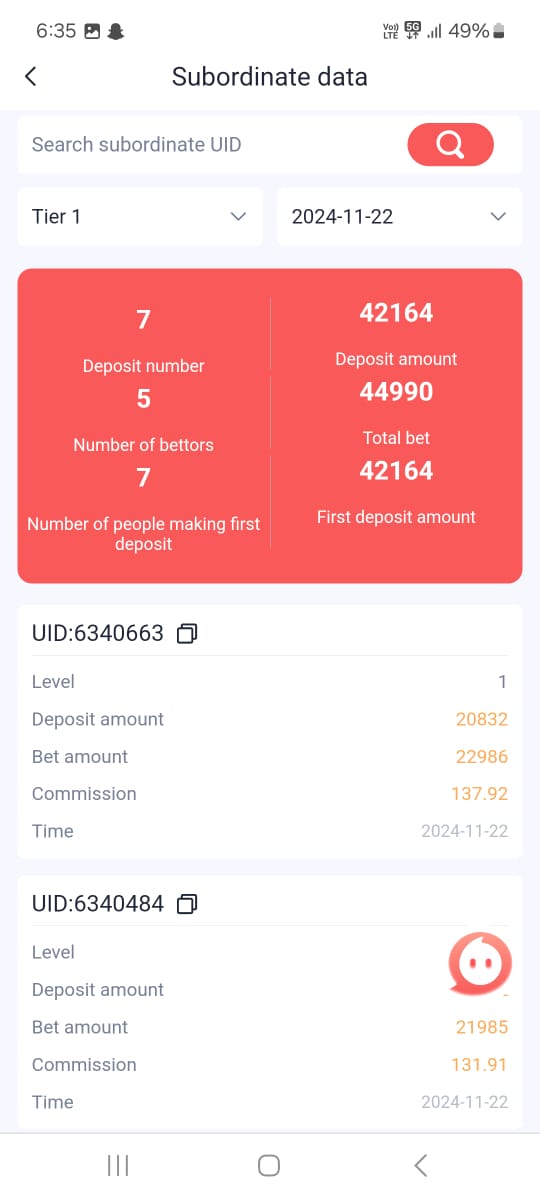 6:35
Vo)) LTE 5G 49%
Subordinate data
Search subordinate UID
Tier 1
2024-11-22
7
Deposit number
42164
Deposit amount
5
Number of bettors
44990
Total bet
7
Number of people making first
deposit
42164
First deposit amount
UID:6340663
Level 1
Deposit amount 20832
Bet amount 22986
Commission 137.92
Time 2024-11-22
UID:6340484
Level
Deposit amount
Bet amount 21985
Commission 131.91
Time 2024-11-22